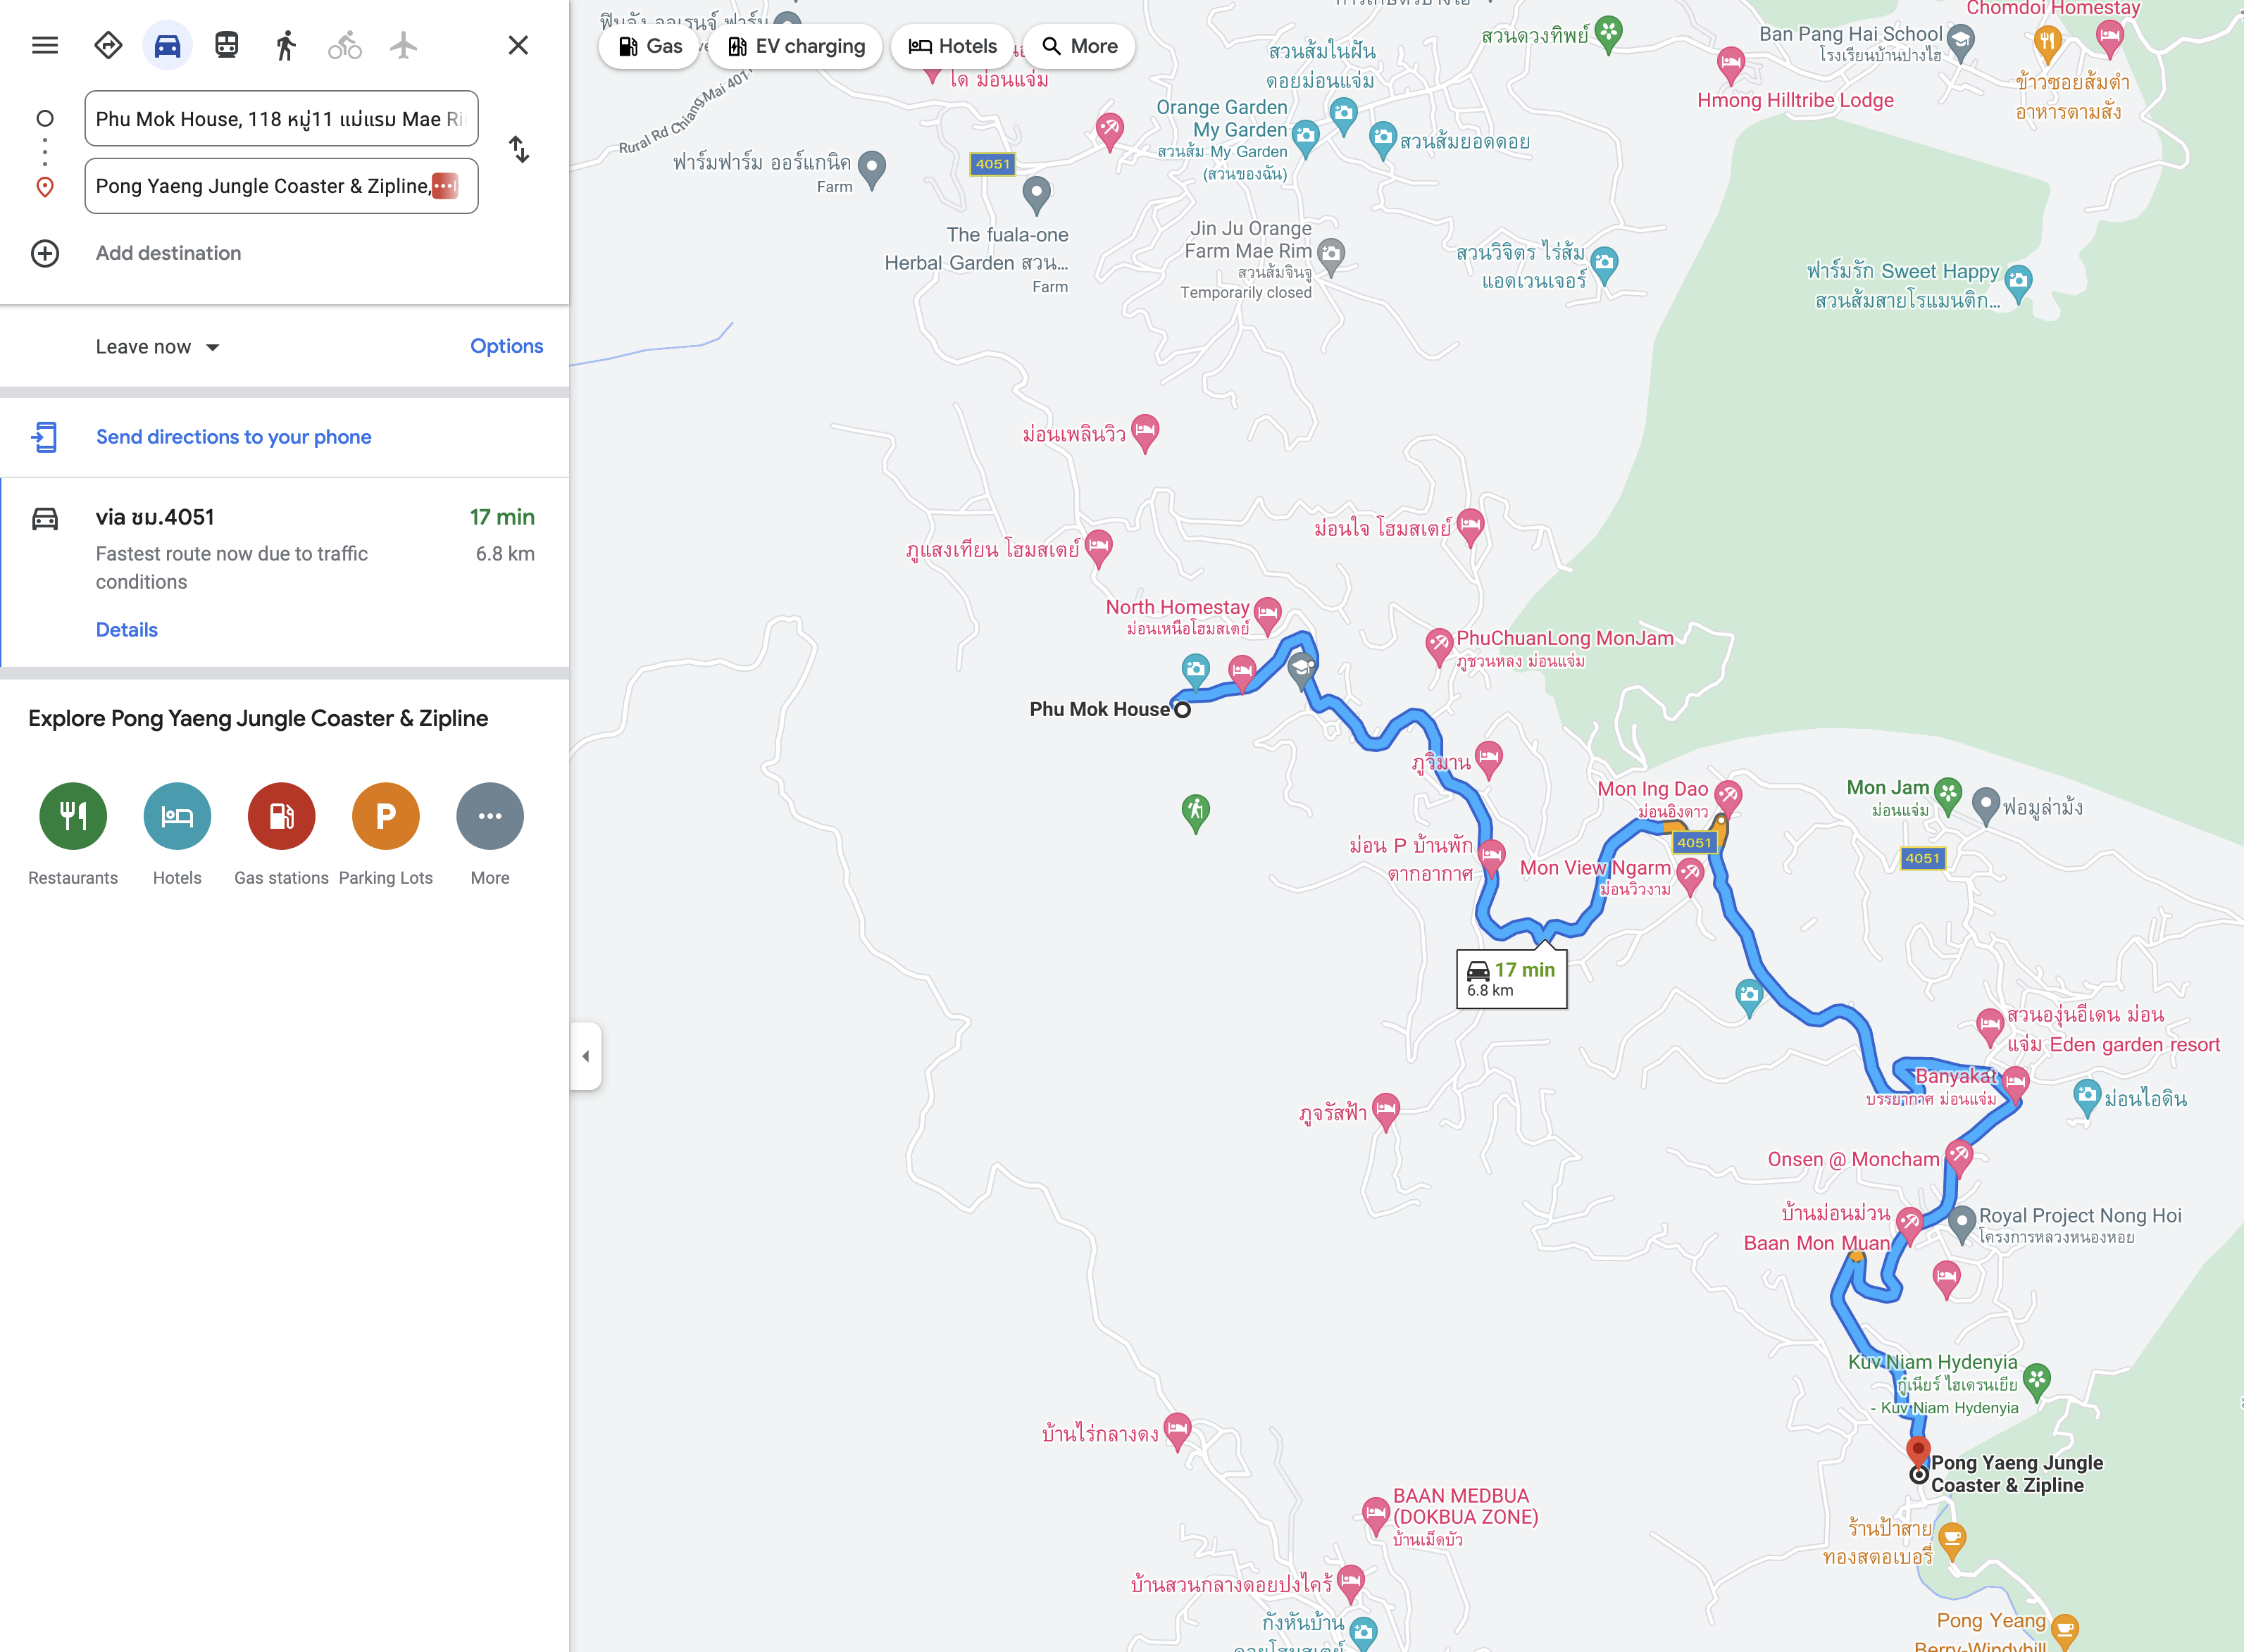 Phu Mok House, 118 หมู่11 แม่แรม Mae Ri
Pong Yaeng Jungle Coaster & Zipline,
Add destination
Leave now
Options
Send directions to your phone
via ชม.4051
17 min
Fastest route now due to traffic
6.8 km
conditions
Details
Explore Pong Yaeng Jungle Coaster & Zipline
P
Restaurants
Hotels
Gas stations
Parking Lots
More
Gas
EV charging
Hotels
More
Rural Rd Chiang Mai 4017
โด ม่อนแจ่ม
ฟาร์มฟาร์ม ออร์แกนิค
Farm
4051
The fuala-one
Herbal Garden สวน...
Farm
สวนส้มในฝัน
ดอยม่อนแจ่ม
Orange Garden
My Garden
สวนส้ม My Garden
(สวนของฉัน)
สวนส้มยอดดอย
Jin Ju Orange
Farm Mae Rim
สวนส้มจินจู
Temporarily closed
สวนดวงทิพย์
สวนวิจิตร ไร่ส้ม
แอดเวนเจอร์
Chomdoi Homestay
Ban Pang Hai School
โรงเรียนบ้านปางไฮ
Hmong Hilltribe Lodge
ข้าวซอยส้มตำ
อาหารตามสั่ง
ฟาร์มรัก Sweet Happy
สวนส้มสายโรแมนติก...
ม่อนเพลินวิว
ภูแสงเทียน โฮมสเตย์
ม่อนใจ โฮมสเตย์
North Homestay
ม่อนเหนือโฮมสเตย์
PhuChuanLong MonJam
ภูชวนหลง ม่อนแจ่ม
Phu Mok House
ภูวิมาน
Mon Ing Dao
ม่อนอิงดาว
4051
Mon Jam
ม่อนแจ่ม
ฟอมูล่าม้ง
4051
ม่อน P บ้านพัก
ตากอากาศ
Mon View Ngarm
ม่อนวิวงาม
17 min
6.8 km
สวนองุ่นอีเดน ม่อน
แจ่ม Eden garden resort
Banyakat
บรรยากาศ ม่อนแจ่ม
ม่อนไอดิน
ภูจรัสฟ้า
Onsen @ Moncham
บ้านม่อนม่วน
Baan Mon Muan
Royal Project Nong Hoi
โครงการหลวงหนองหอย
Kuv Niam Hydenyia
กู๋เนียร์ ไฮเดรนเยีย
- Kuv Niam Hydenyia
บ้านไร่กลางดง
Pong Yaeng Jungle
Coaster & Zipline
BAAN MEDBUA
(DOKBUA ZONE)
บ้านเม็ดบัว
ร้านป้าสาย
ทองสตอเบอรี่
บ้านสวนกลางดอยปงไคร้
กังหันบ้าน
ดอยโฮมสเตย์
Pong Yeang
Berry-Windyhill